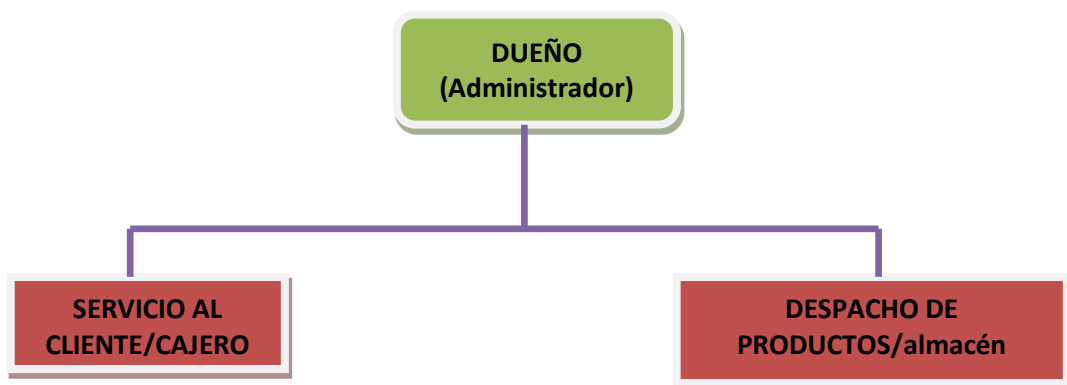 DUEÑO
(Administrador)
SERVICIO AL
CLIENTE/CAJERO
DESPACHO DE
PRODUCTOS/almacén